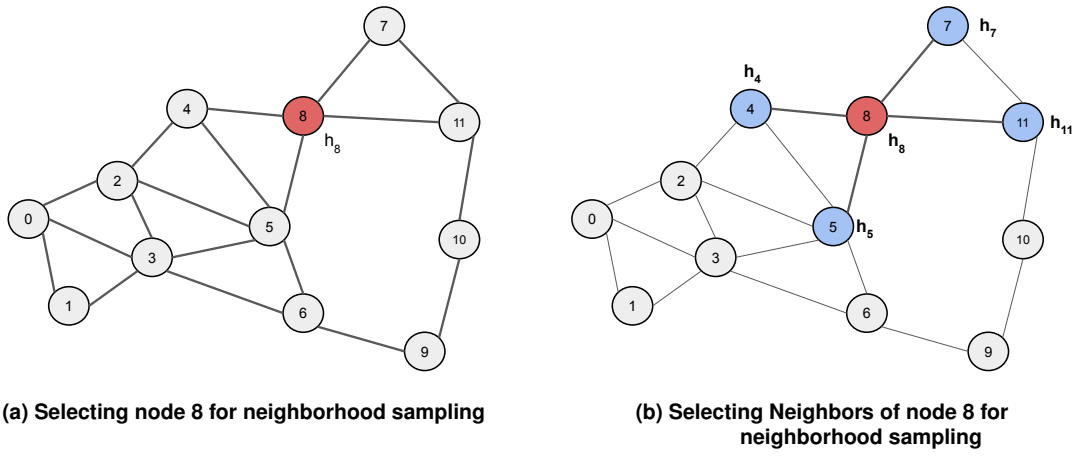 7
4
8
h8
11
2
0
5
3
10
1
6
9
(a) Selecting node 8 for neighborhood sampling
7
h7
h4
4
8
h8
11
h11
2
0
5
h5
3
10
1
6
9
(b) Selecting Neighbors of node 8 for
neighborhood sampling